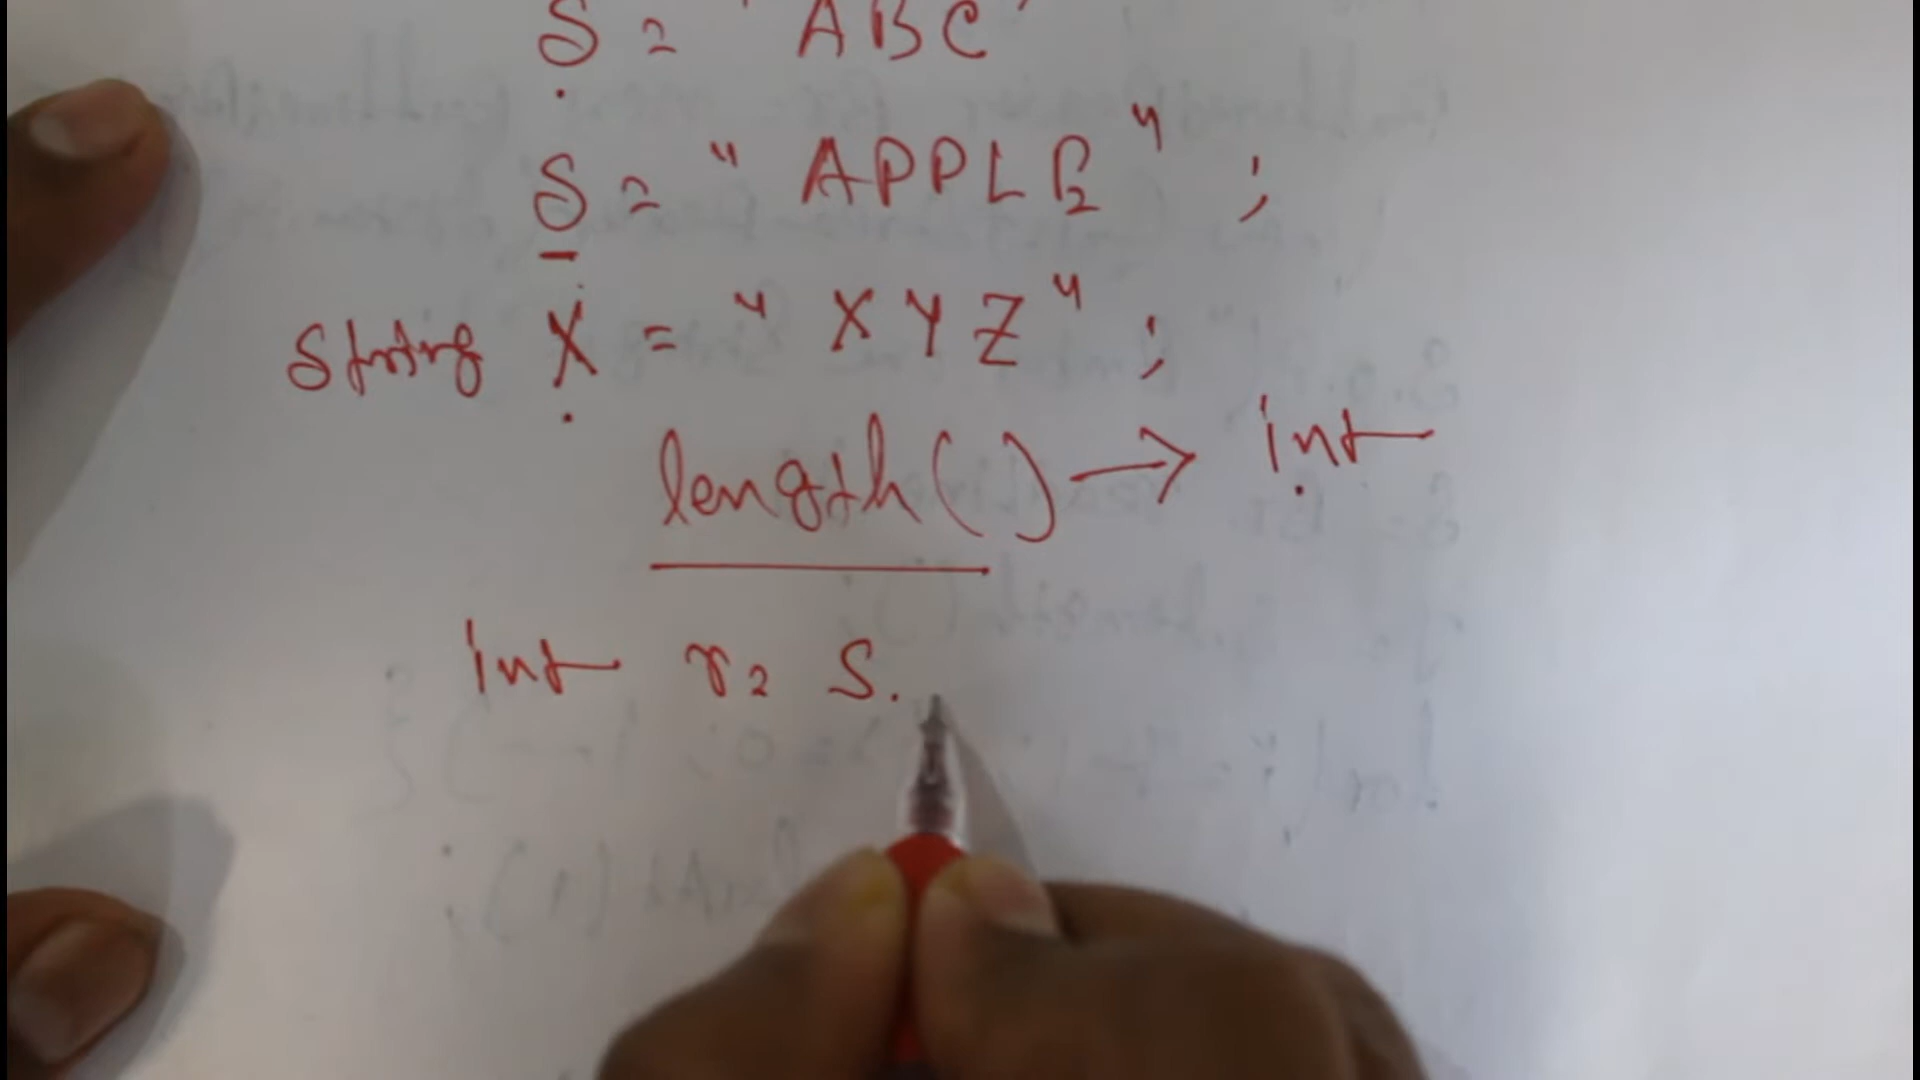 S = "ABC"
S = "APPLE";
String X = "XYZ";
length() → int
int r = S.